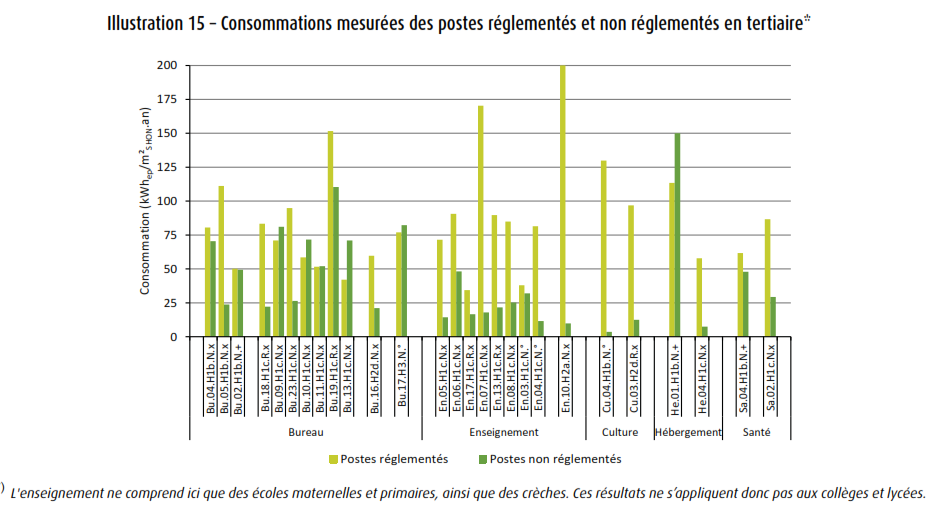 Illustration 15 – Consommations mesurées des postes réglementés et non réglementés en tertiaire*
Consommation (kWhep/m²SHON.an)
200
175
150
125
100
75
50
25
0
Bu.04.H1b.N.x
Bu.05.H1b.N.x
Bu.02.H1b.N.+
Bu.18.H1c.R.x
Bu.09.H1c.N.x
Bu.23.H1c.N.x
Bu.10.H1c.N.x
Bu.11.H1c.N.x
Bu.19.H1c.R.x
Bu.13.H1c.N.x
Bu.16.H2d.N.x
Bu.17.H3.N.°
En.05.H1c.N.x
En.06.H1c.N.x
En.17.H1c.R.x
En.07.H1c.N.x
En.13.H1c.R.x
En.08.H1c.N.x
En.03.H1c.N.°
En.04.H1c.N.°
En.10.H2a.N.x
Cu.04.H1b.N.°
Cu.03.H2d.R.x
He.01.H1b.N.+
He.04.H1c.N.x
Sa.04.H1b.N.+
Sa.02.H1c.N.x
Bureau
Enseignement
Culture
Hébergement
Santé
Postes réglementés
Postes non réglementés
) L'enseignement ne comprend ici que des écoles maternelles et primaires, ainsi que des crèches. Ces résultats ne s'appliquent donc pas aux collèges et lycées.